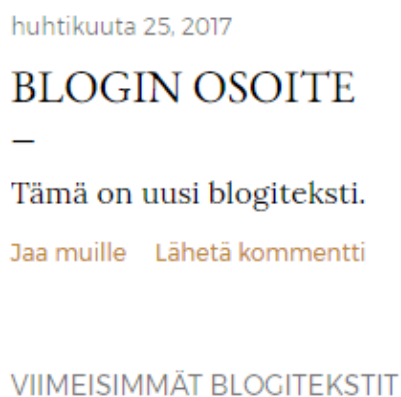 huhtikuuta 25, 2017
BLOGIN OSOITE
–
Tämä on uusi blogiteksti.
Jaa muille Lähetä kommentti
VIIMEISIMMÄT BLOGITEKSTIT